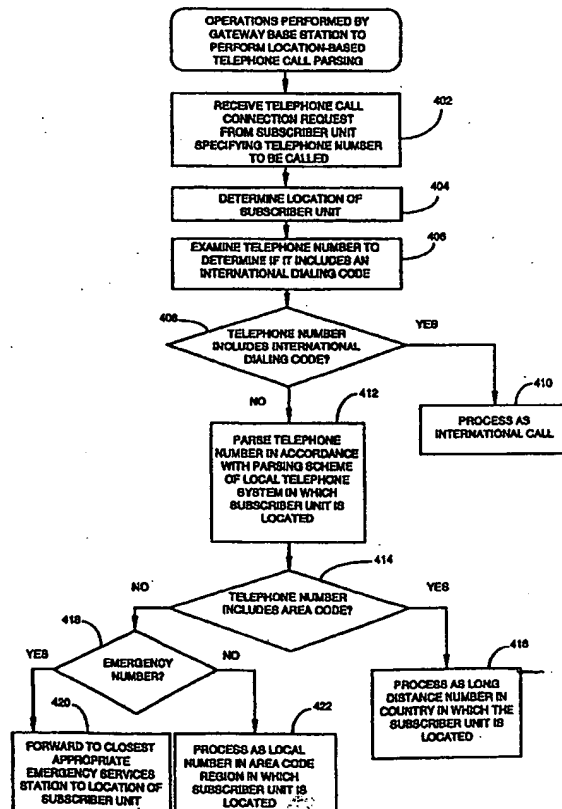 OPERATIONS PERFORMED BY
GATEWAY BASE STATION TO
PERFORM LOCATION-BASED
TELEPHONE CALL PARSING
402
RECEIVE TELEPHONE CALL
CONNECTION REQUEST
FROM SUBSCRIBER UNIT
SPECIFYING TELEPHONE NUMBER
TO BE CALLED
404
DETERMINE LOCATION OF
SUBSCRIBER UNIT
406
EXAMINE TELEPHONE NUMBER TO
DETERMINE IF IT INCLUDES AN
INTERNATIONAL DIALING CODE
408
TELEPHONE NUMBER
INCLUDES INTERNATIONAL
DIALING CODE?
YES
NO
410
PROCESS AS
INTERNATIONAL CALL
412
PARSE TELEPHONE
NUMBER IN ACCORDANCE
WITH PARSING SCHEME
OF LOCAL TELEPHONE
SYSTEM IN WHICH
SUBSCRIBER UNIT IS
LOCATED
414
TELEPHONE NUMBER
INCLUDES AREA CODE?
NO
YES
418
EMERGENCY
NUMBER?
YES
NO
416
PROCESS AS LONG
DISTANCE NUMBER IN
COUNTRY IN WHICH THE
SUBSCRIBER UNIT IS
LOCATED
420
FORWARD TO CLOSEST
APPROPRIATE
EMERGENCY SERVICES
STATION TO LOCATION OF
SUBSCRIBER UNIT
422
PROCESS AS LOCAL
NUMBER IN AREA CODE
REGION IN WHICH
SUBSCRIBER UNIT IS
LOCATED